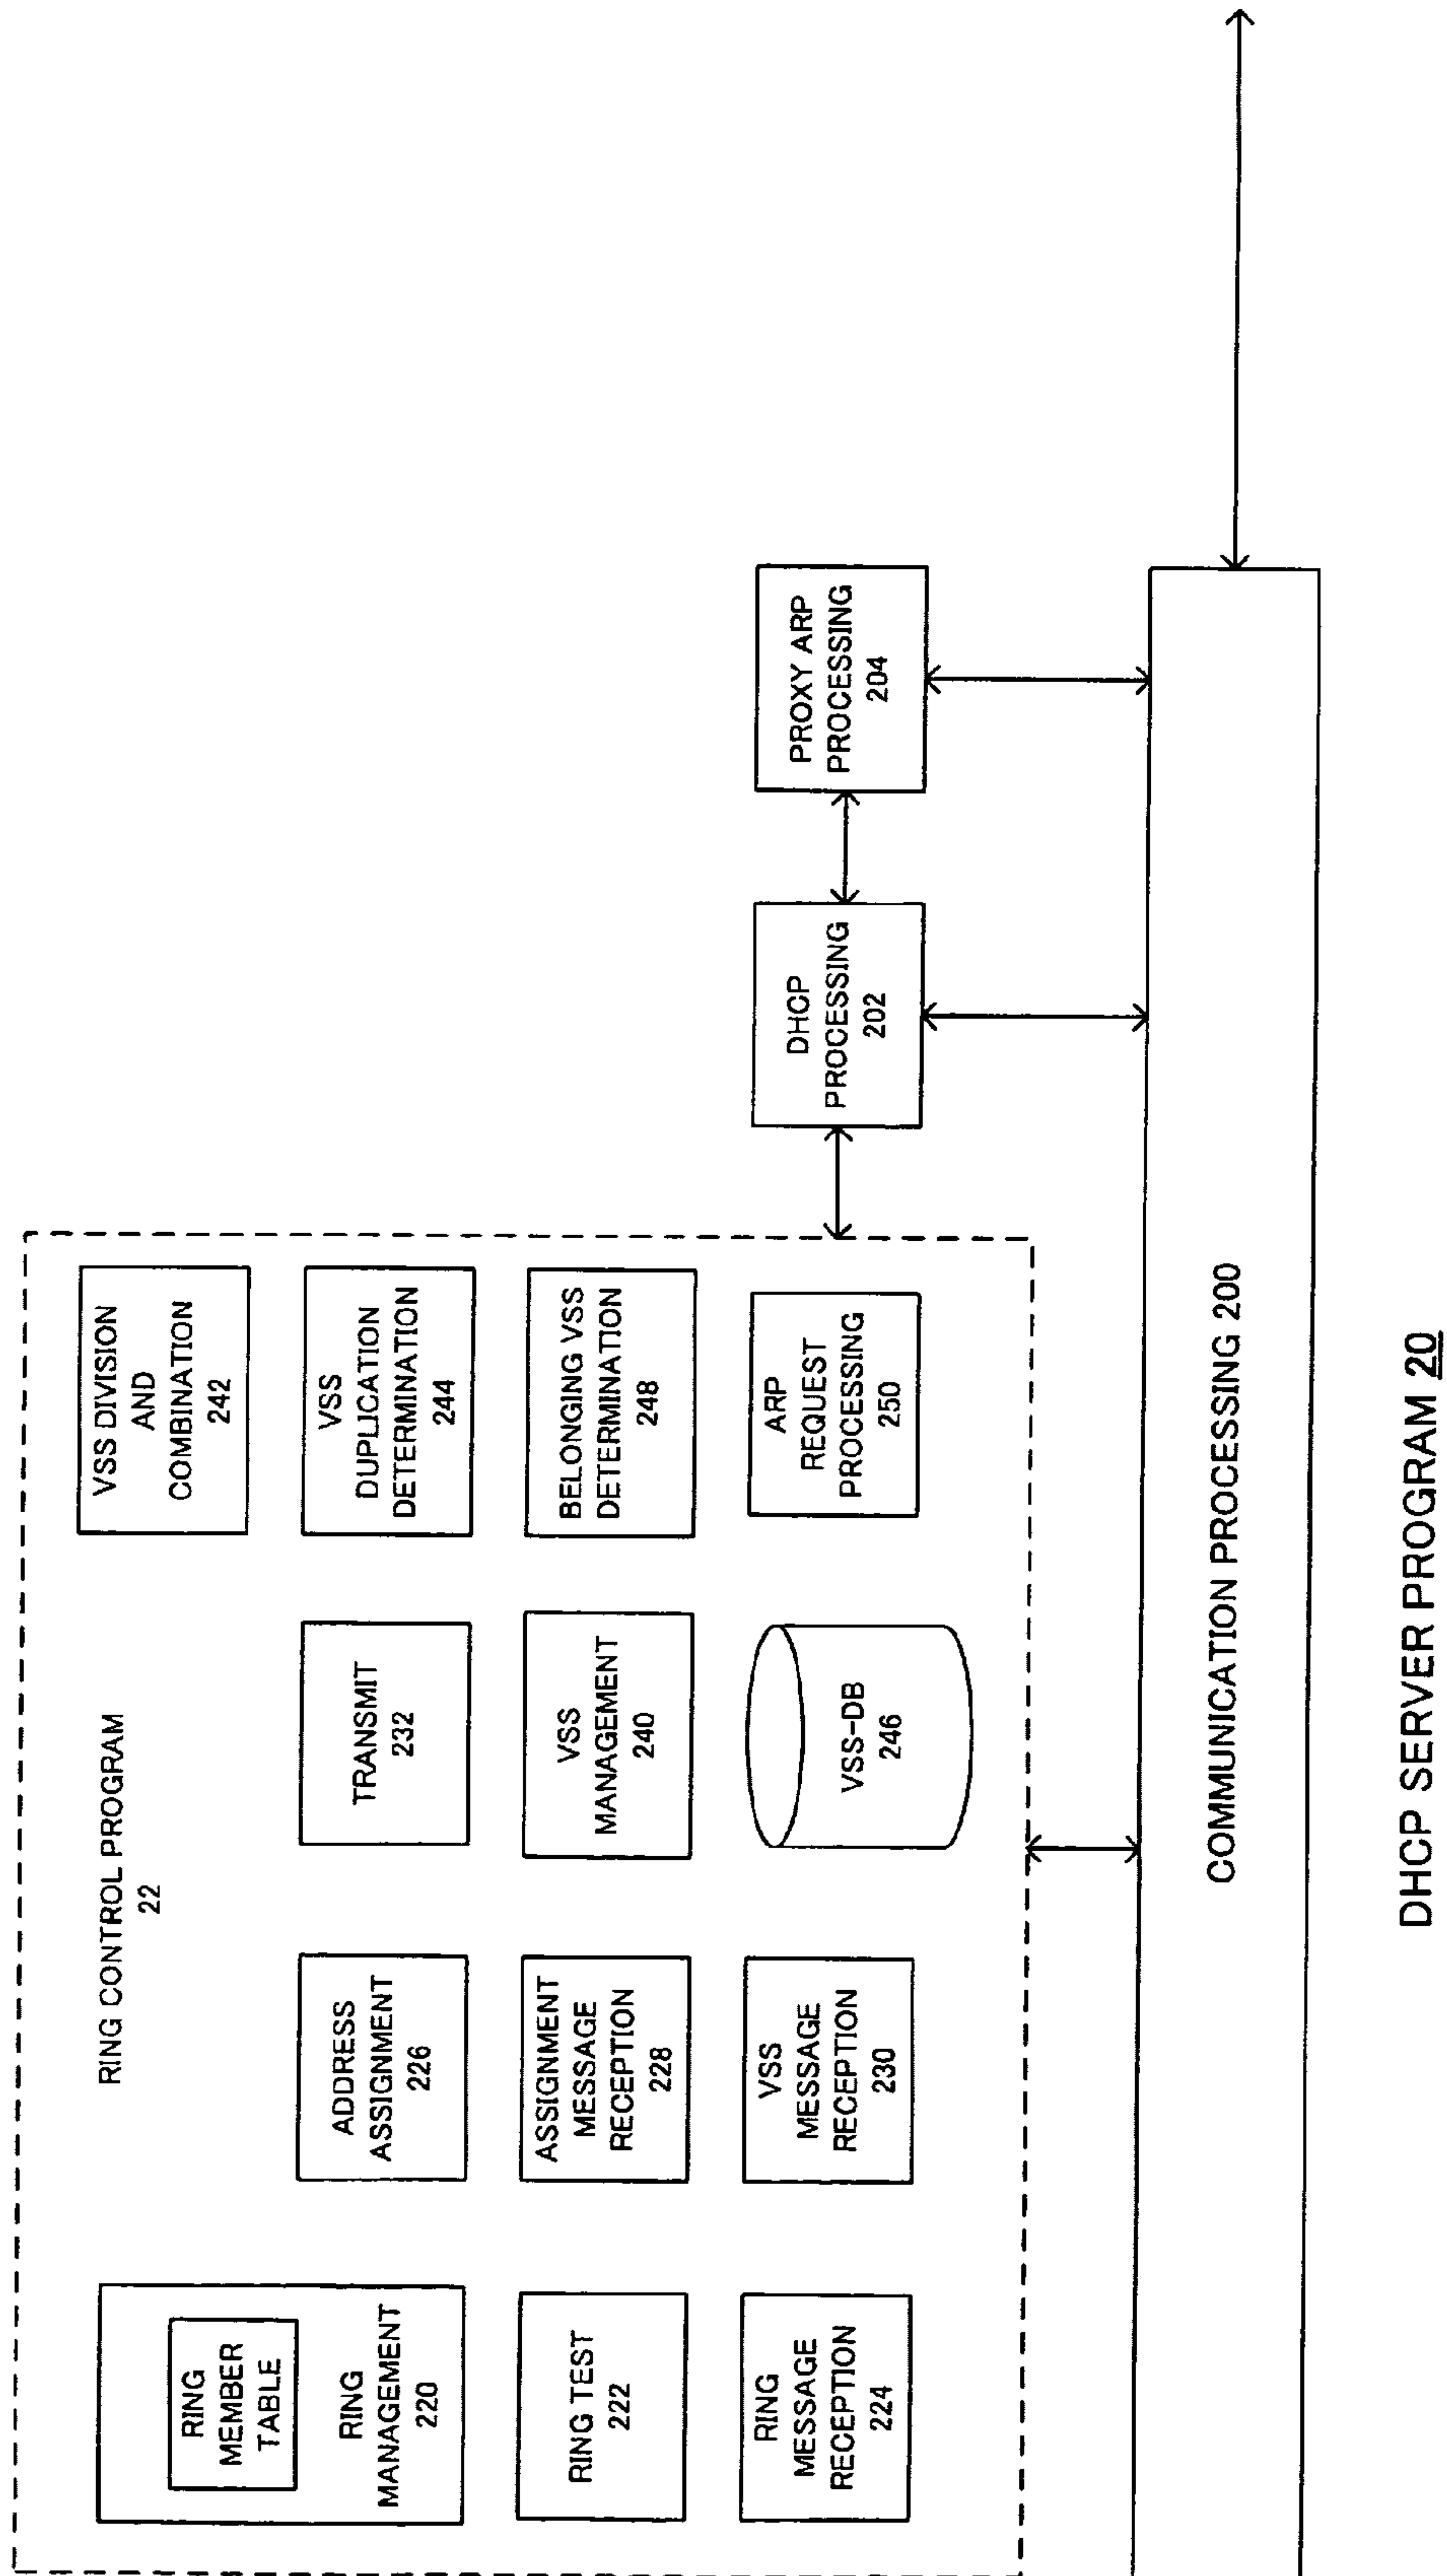 RING CONTROL PROGRAM
22
RING
MEMBER
TABLE
RING
MANAGEMENT
220
RING TEST
222
RING
MESSAGE
RECEPTION
224
ADDRESS
ASSIGNMENT
226
ASSIGNMENT
MESSAGE
RECEPTION
228
VSS
MESSAGE
RECEPTION
230
TRANSMIT
232
VSS
MANAGEMENT
240
VSS-DB
246
VSS DIVISION
AND
COMBINATION
242
VSS
DUPLICATION
DETERMINATION
244
BELONGING VSS
DETERMINATION
248
ARP
REQUEST
PROCESSING
250
DHCP
PROCESSING
202
PROXY ARP
PROCESSING
204
COMMUNICATION PROCESSING 200
DHCP SERVER PROGRAM 20